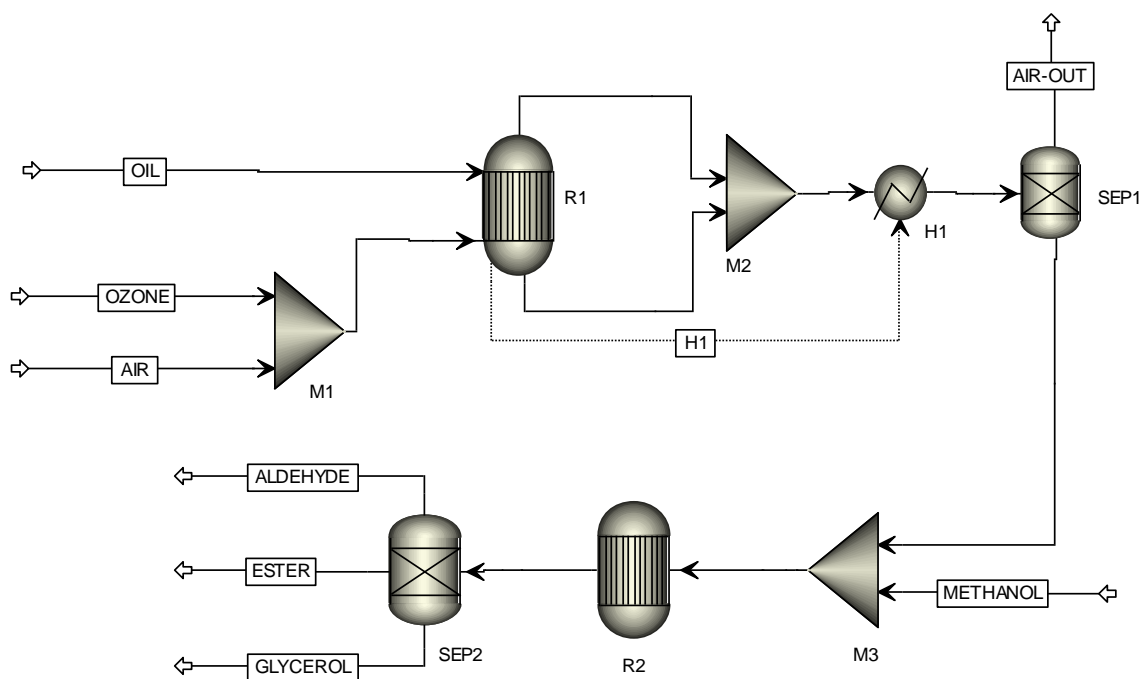 AIR-OUT
OIL
R1
SEP1
H1
M2
OZONE
H1
AIR
M1
ALDEHYDE
ESTER
METHANOL
SEP2
R2
M3
GLYCEROL